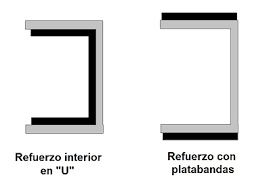 Refuerzo interior
en "U"
Refuerzo con
platabandas